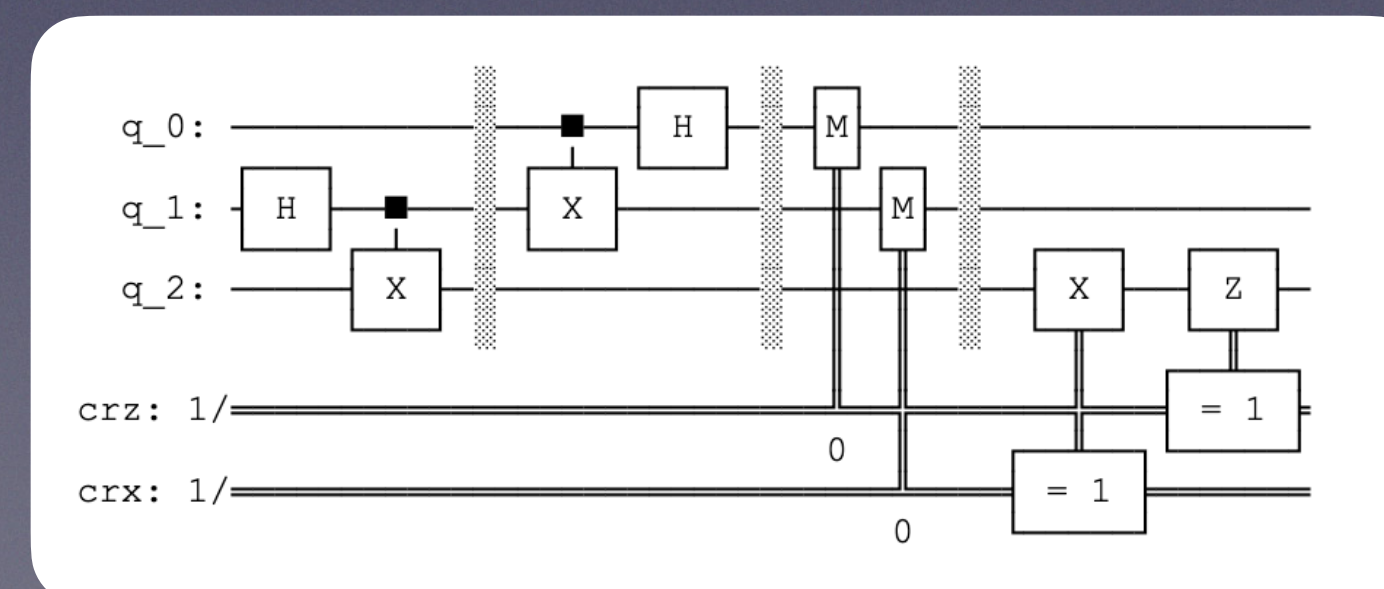 q_0: H M
q_1: H X M
q_2: X X Z
crz: 1/ = 1
0
crx: 1/ = 1
0